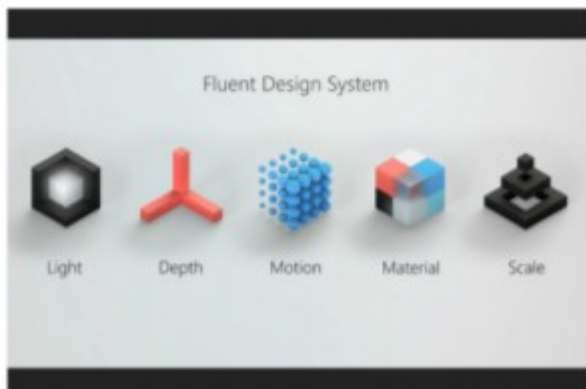 Fluent Design System
Light
Depth
Motion
Material
Scale